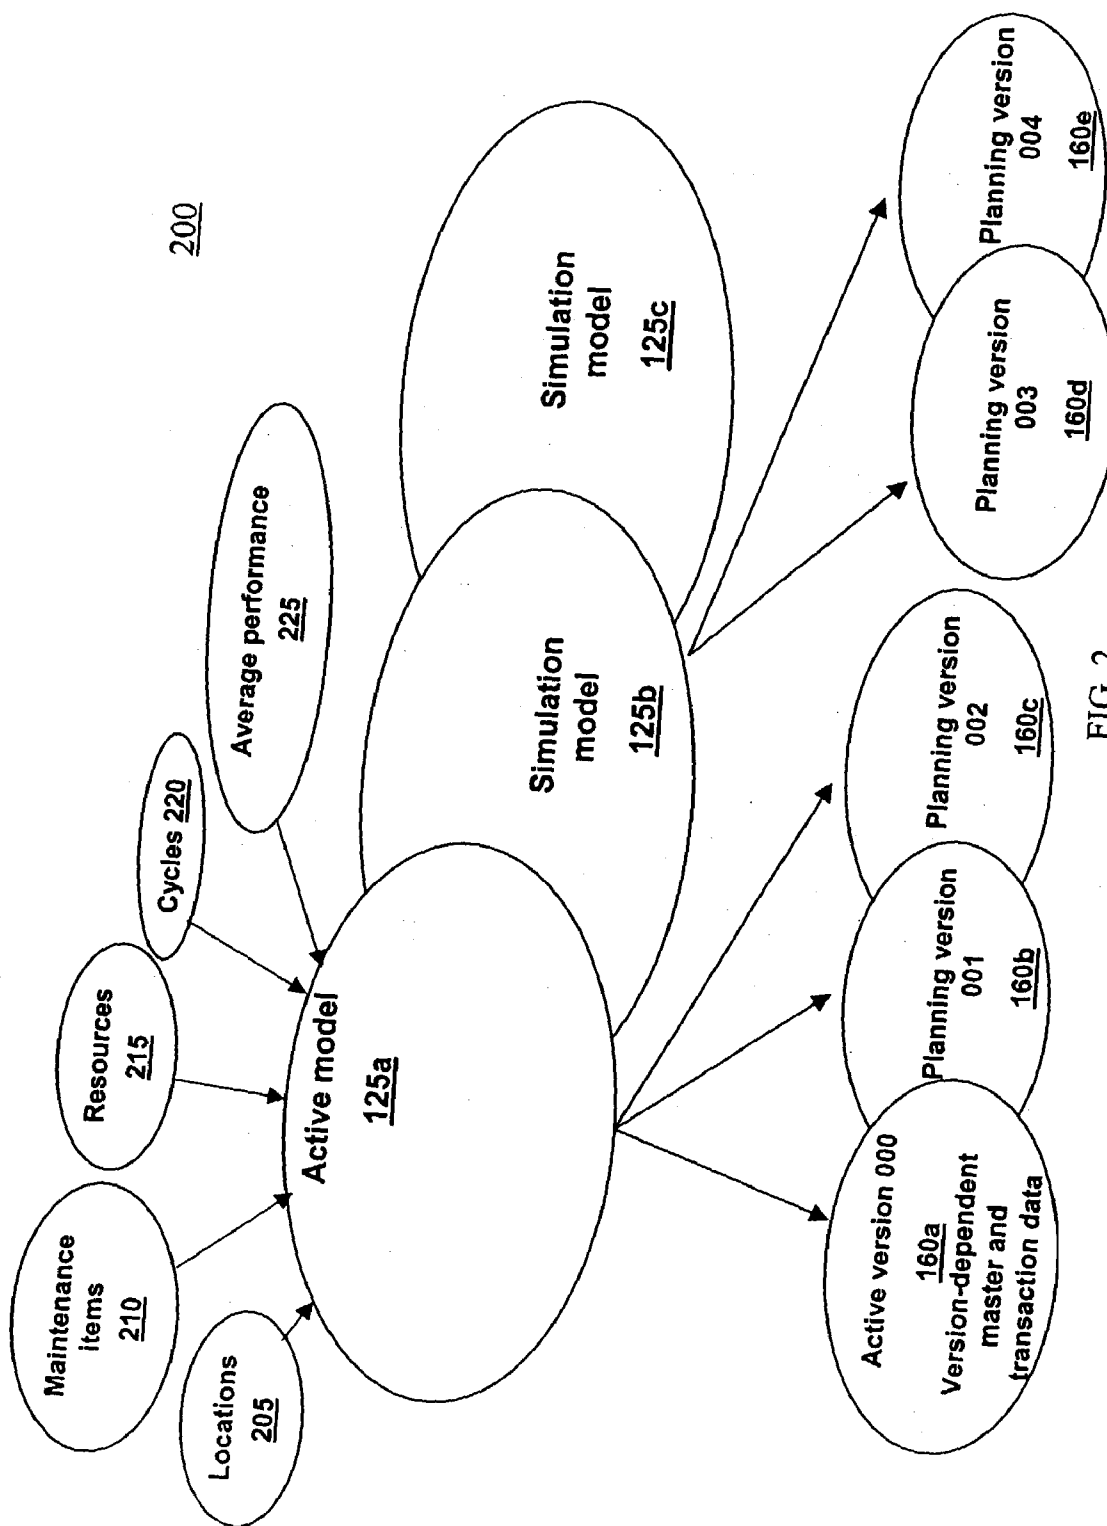 200
Maintenance
items
210
Resources
215
Cycles 220
Average performance
225
Locations
205
Active model
125a
Simulation
model
125b
Simulation
model
125c
Active version 000
160a
Version-dependent
master and
transaction data
Planning version
001
160b
Planning version
002
160c
Planning version
003
160d
Planning version
004
160e
FIG. 2